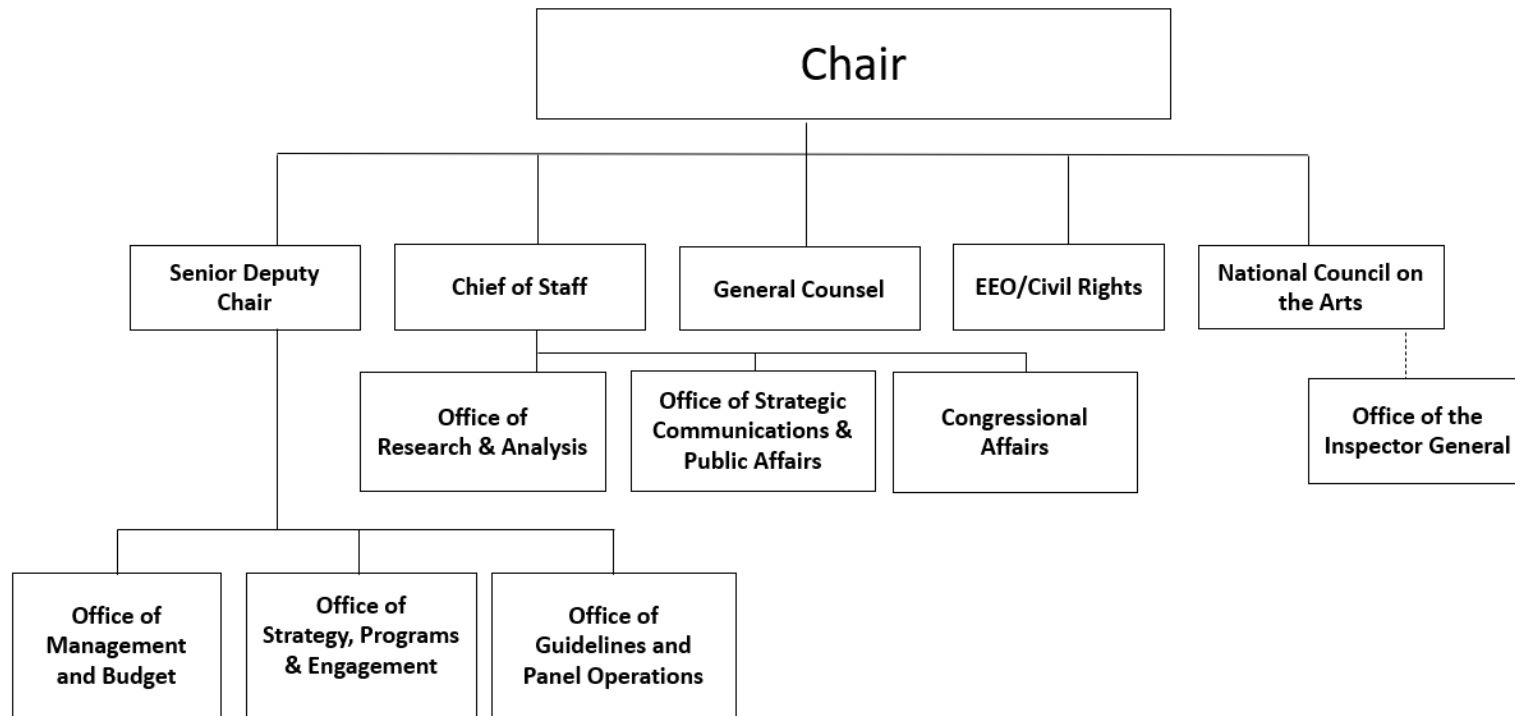 Chair
Senior Deputy
Chair
Chief of Staff
General Counsel
EEO/Civil Rights
National Council on
the Arts
Office of
Research & Analysis
Office of Strategic
Communications &
Public Affairs
Congressional
Affairs
Office of the
Inspector General
Office of
Management
and Budget
Office of
Strategy, Programs
& Engagement
Office of
Guidelines and
Panel Operations